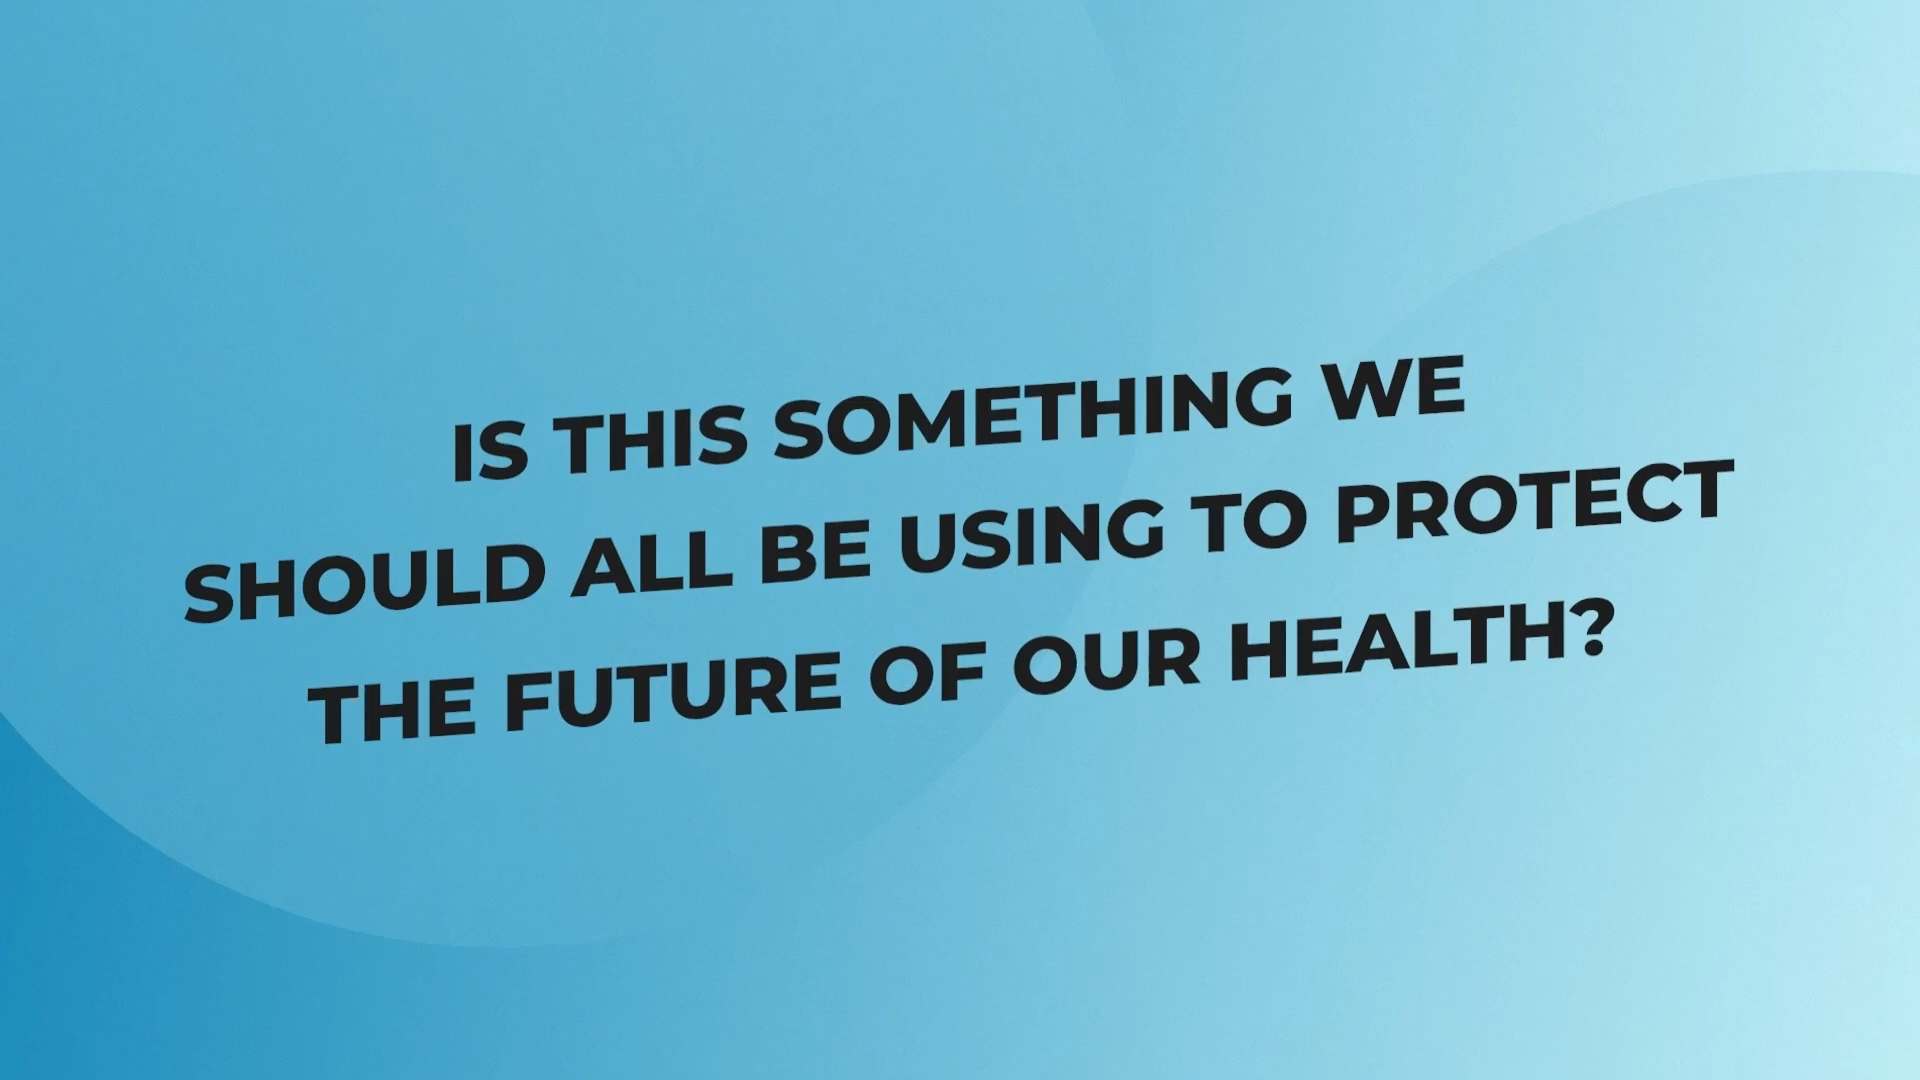 IS THIS SOMETHING WE
SHOULD ALL BE USING TO PROTECT
THE FUTURE OF OUR HEALTH?